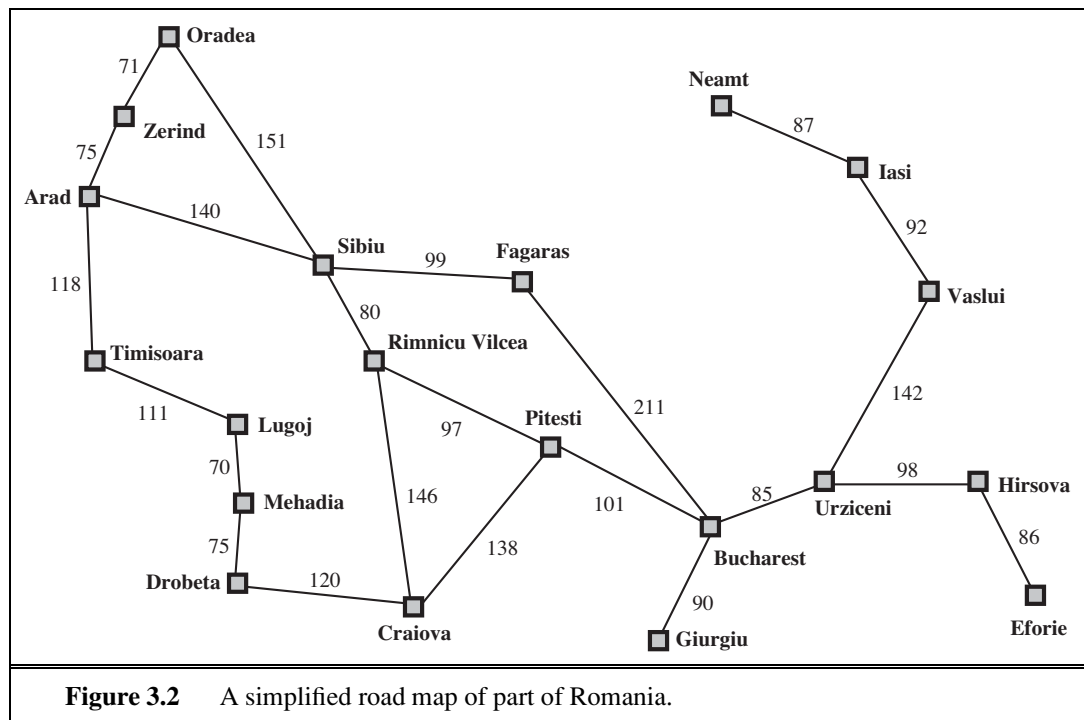 Oradea
71
Neamt
87
Zerind
151
75
Iasi
Arad
140
92
Sibiu
99
Fagaras
118
80
Vaslui
Timisoara
Rimnicu Vilcea
142
111
Lugoj
97
Pitesti
211
70
98
Mehadia
146
101
85
Urziceni
Hirsova
75
138
86
Bucharest
Drobeta
120
90
Craiova
Giurgiu
Eforie
Figure 3.2 A simplified road map of part of Romania.